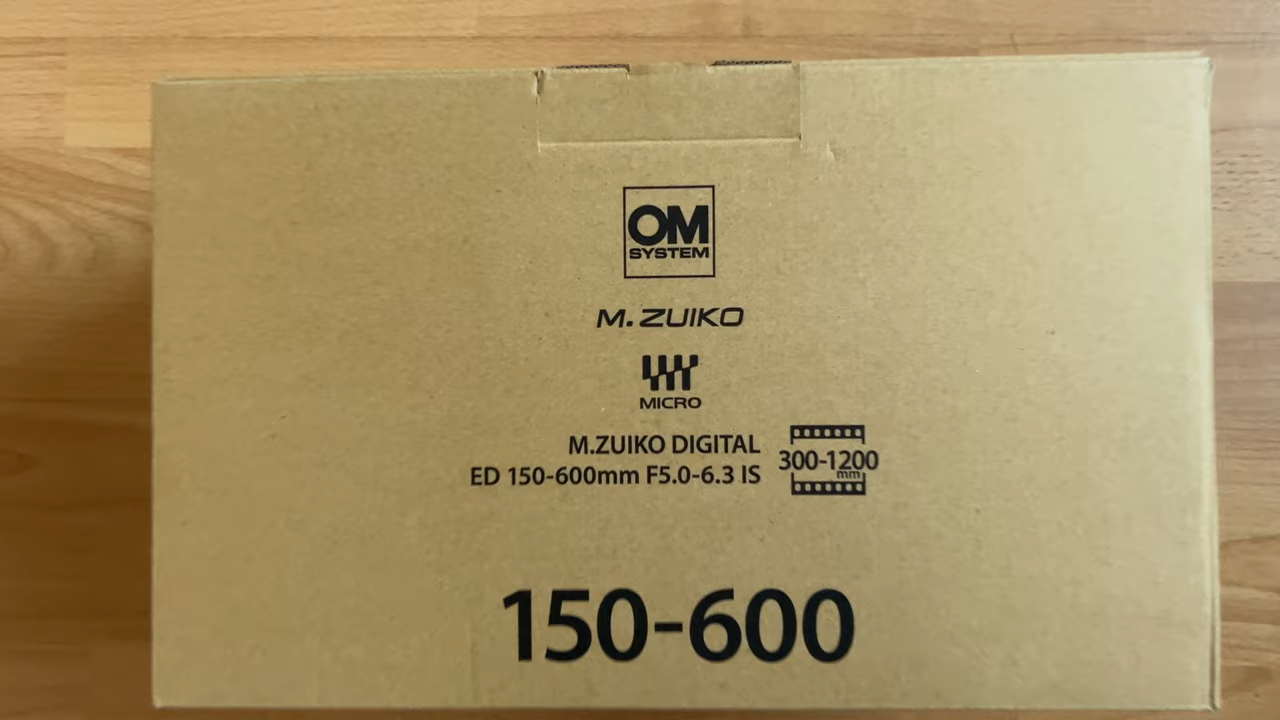 OM
SYSTEM
M.ZUIKO
MICRO
M.ZUIKO DIGITAL
ED 150-600mm F5.0-6.3 IS
300-1200
mm
150-600